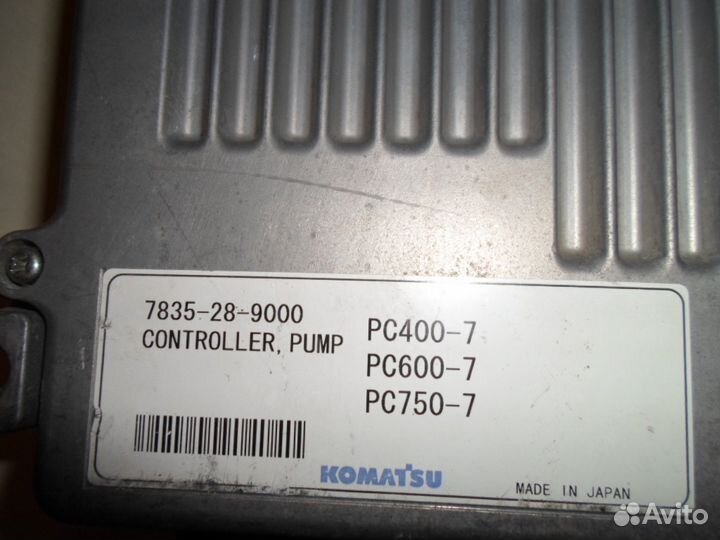 7835-28-9000
CONTROLLER, PUMP
PC400-7
PC600-7
PC750-7
KOMATSU
MADE IN JAPAN
Avito